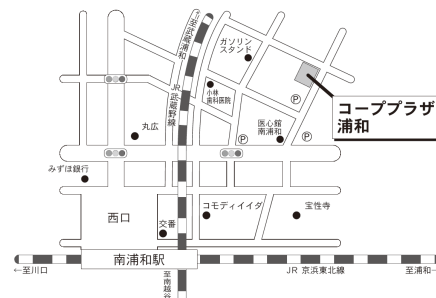 ←至武蔵浦和
JR武蔵野線
ガソリン
スタンド
小林
歯科医院
Ⓟ
コーププラザ
浦和
丸広
Ⓟ
医心館
南浦和
Ⓟ
みずほ銀行
西口
交番
コモディイイダ
宝性寺
南浦和駅
←至川口
至南越谷
JR 京浜東北線
至浦和→